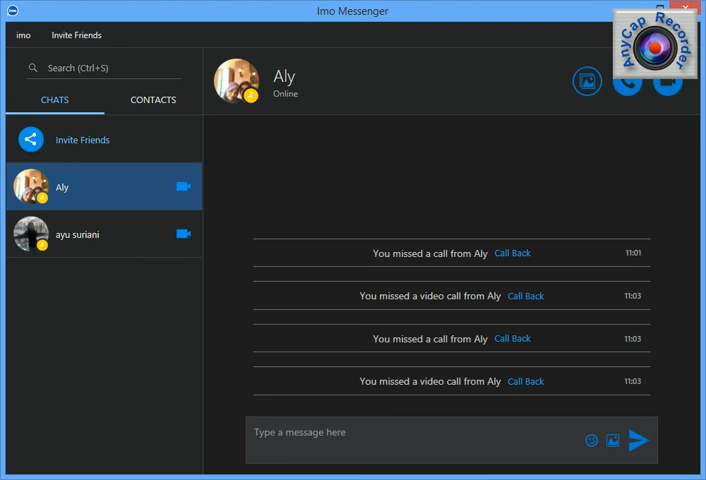 Imo Messenger
imo Invite Friends
AnyCap Recorder
Search (Ctrl+S)
CHATS CONTACTS
Aly
Online
Invite Friends
Aly
ayu suriani
You missed a call from Aly Call Back 11:01
You missed a video call from Aly Call Back 11:03
You missed a call from Aly Call Back 11:03
You missed a video call from Aly Call Back 11:03
Type a message here